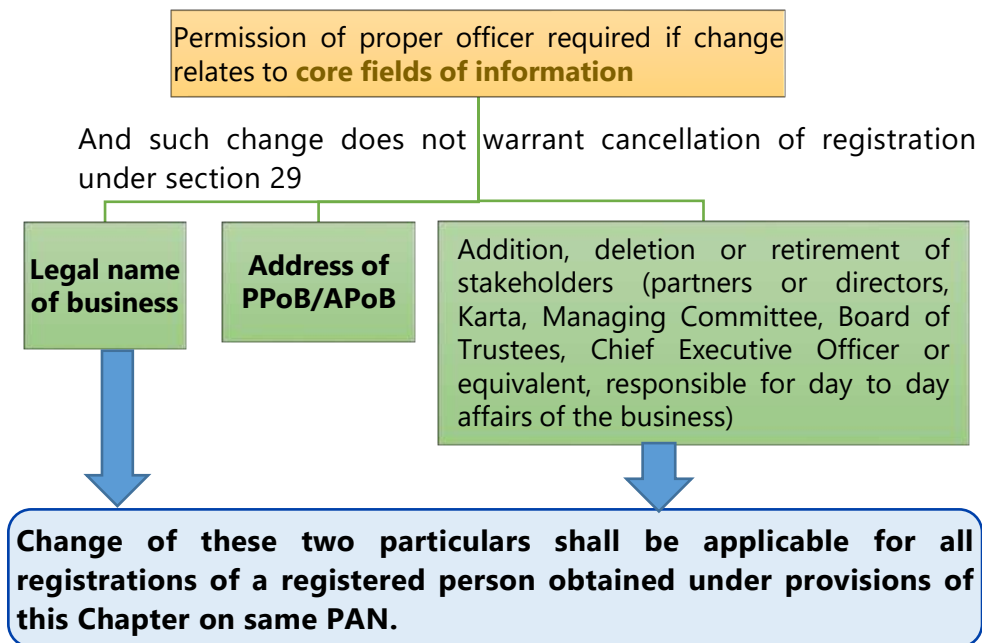 Permission of proper officer required if change
relates to core fields of information
And such change does not warrant cancellation of registration
under section 29
Legal name
of business
Address of
PPoB/APoB
Addition, deletion or retirement of
stakeholders (partners or directors,
Karta, Managing Committee, Board of
Trustees, Chief Executive Officer or
equivalent, responsible for day to day
affairs of the business)
Change of these two particulars shall be applicable for all
registrations of a registered person obtained under provisions of
this Chapter on same PAN.